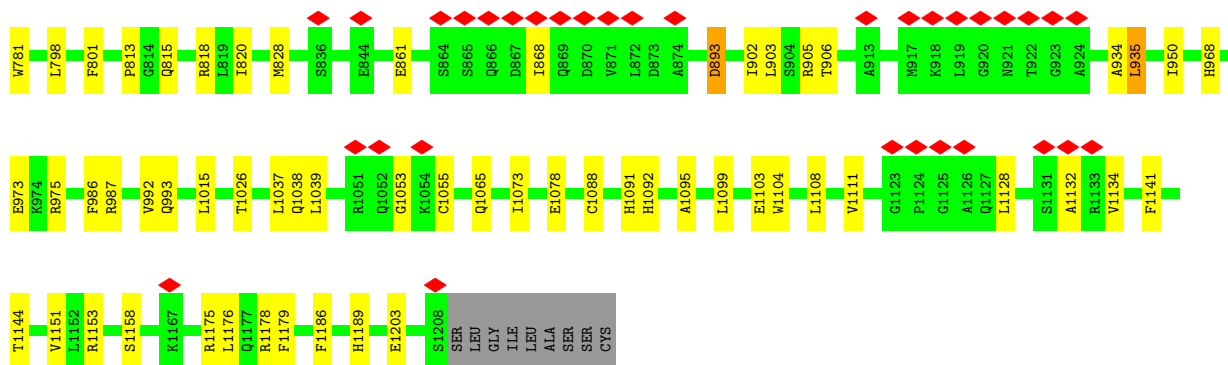 W781 L798 F801 P813 G814 Q815 R818 L819 I820 M828 S836 E844 E861 S864 S865 Q866 D867 I868 Q869 D870 V871 L872 D873 A874 D893 I902 L903 S904 R905 T906 A913 M917 K918 L919 G920 N921 T922 G923 A924 A934 L935 I950 H968
E973 K974 R975 F986 R987 V992 Q993 L1015 T1026 L1037 Q1038 L1039 R1051 Q1052 G1053 K1054 C1055 Q1065 I1073 E1078 C1088 H1091 H1092 A1095 L1099 E1103 W1104 L1108 V1111 G1123 P1124 G1125 A1126 Q1127 L1128 S1131 A1132 R1133 V1134 F1141
T1144 V1151 L1152 R1153 S1158 K1167 R1175 L1176 Q1177 R1178 F1179 F1186 H1189 E1203 S1208 SER LEU GLY ILE LEU ALA SER SER CYS